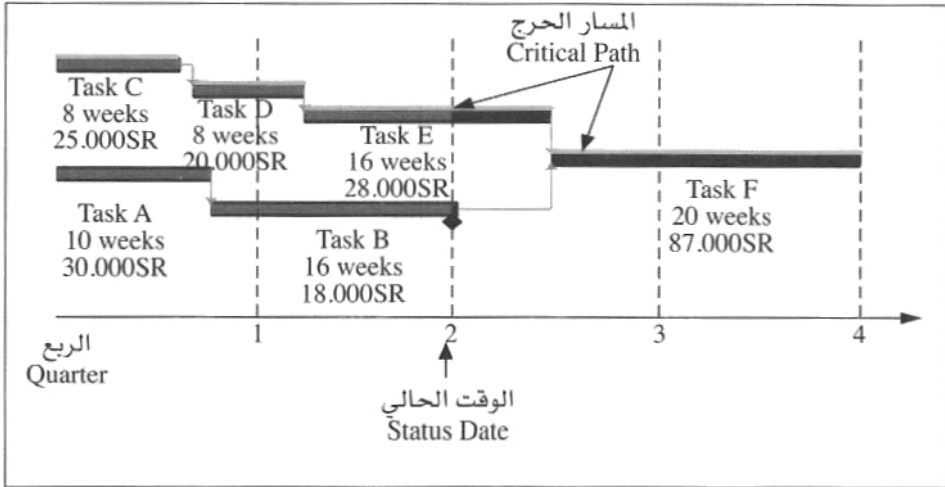 المسار الحرج
Critical Path
Task C
8 weeks
25.000SR
Task D
8 weeks
20.000SR
Task E
16 weeks
28.000SR
Task A
10 weeks
30.000SR
Task B
16 weeks
18.000SR
Task F
20 weeks
87.000SR
1
2
3
4
الربع
Quarter
الوقت الحالي
Status Date